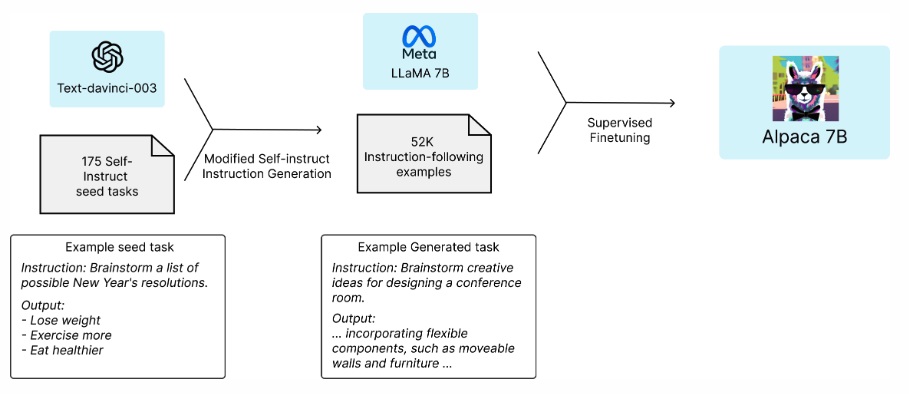 Text-davinci-003
175 Self-
Instruct
seed tasks
Modified Self-instruct
Instruction Generation
Meta
LLaMA 7B
52K
Instruction-following
examples
Supervised
Finetuning
Alpaca 7B
Example seed task
Instruction: Brainstorm a list of
possible New Year's resolutions.
Output:
- Lose weight
- Exercise more
- Eat healthier
Example Generated task
Instruction: Brainstorm creative
ideas for designing a conference
room.
Output:
... incorporating flexible
components, such as moveable
walls and furniture ...